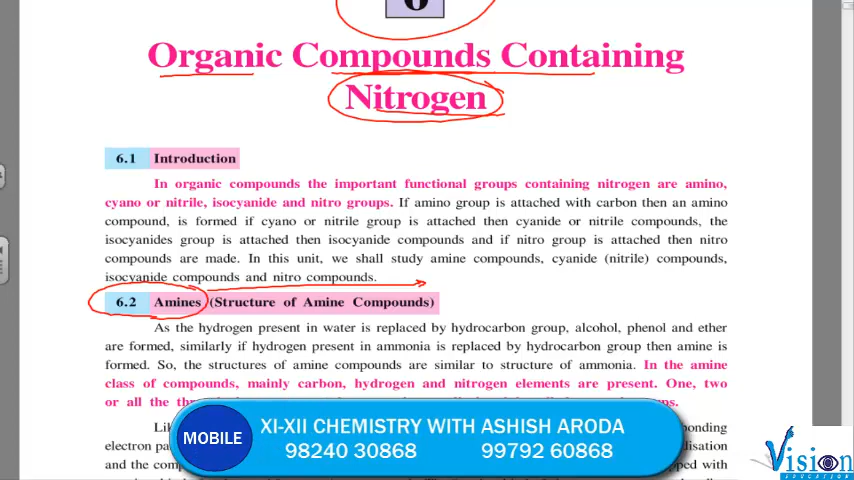 6
Organic Compounds Containing
Nitrogen
6.1 Introduction
In organic compounds the important functional groups containing nitrogen are amino,
cyano or nitrile, isocyanide and nitro groups. If amino group is attached with carbon then an amino
compound, is formed if cyano or nitrile group is attached then cyanide or nitrile compounds, the
isocyanides group is attached then isocyanide compounds and if nitro group is attached then nitro
compounds are made. In this unit, we shall study amine compounds, cyanide (nitrile) compounds,
isocyanide compounds and nitro compounds.
6.2 Amines (Structure of Amine Compounds)
As the hydrogen present in water is replaced by hydrocarbon group, alcohol, phenol and ether
are formed, similarly if hydrogen present in ammonia is replaced by hydrocarbon group then amine is
formed. So, the structures of amine compounds are similar to structure of ammonia. In the amine
class of compounds, mainly carbon, hydrogen and nitrogen elements are present. One, two
or all the
electron
and the
with
MOBILE
XI-XII CHEMISTRY WITH ASHISH ARODA
98240 30868 99792 60868
Vision
EDUCATION